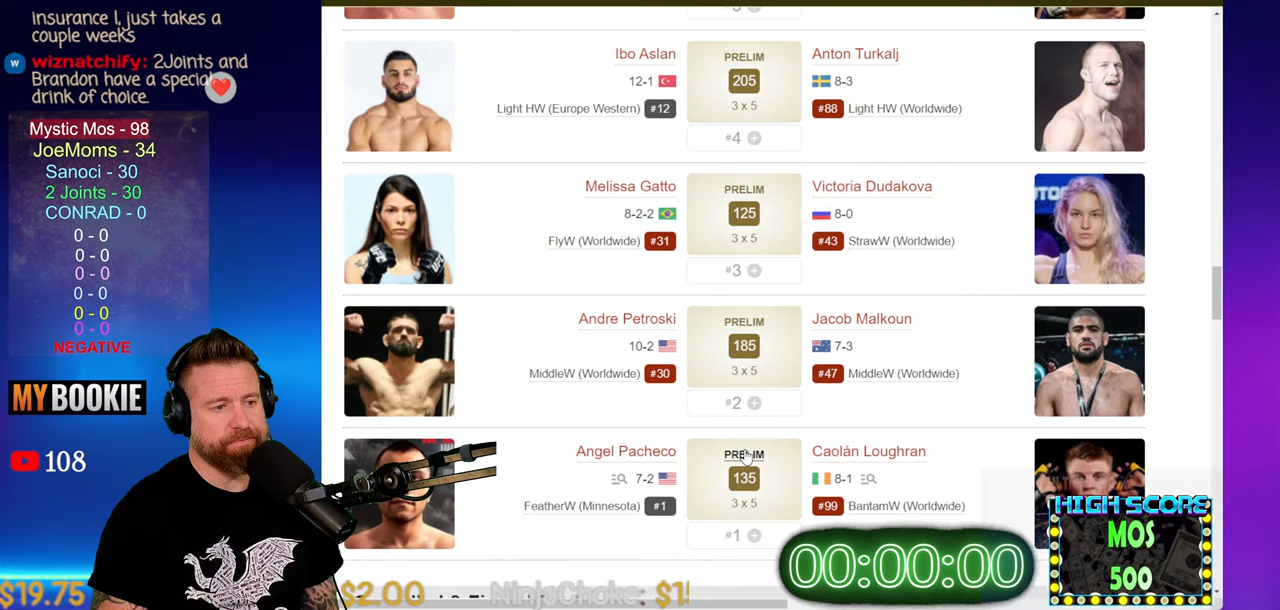 insurance I, just takes a
couple weeks
wiznatchify: 2Joints and
Brandon have a special
drink of choice.
Mystic Mos - 98
JoeMoms - 34
Sanoci - 30
2 Joints - 30
CONRAD - 0
0 - 0
0 - 0
0 - 0
0 - 0
0 - 0
0 - 0
NEGATIVE
MYBOOKIE
108
Ibo Aslan
PRELIM
Anton Turkalj
12-1
205
8-3
Light HW (Europe Western) #12
3 x 5
#88 Light HW (Worldwide)
#4
Melissa Gatto
PRELIM
Victoria Dudakova
8-2-2
125
8-0
FlyW (Worldwide) #31
3 x 5
#43 StrawW (Worldwide)
#3
Andre Petroski
PRELIM
Jacob Malkoun
10-2
185
7-3
MiddleW (Worldwide) #30
3 x 5
#47 MiddleW (Worldwide)
#2
Angel Pacheco
PRELIM
Caolán Loughran
7-2
135
8-1
FeatherW (Minnesota) #1
3 x 5
#99 BantamW (Worldwide)
#1
00:00:00
HIGH SCORE
MOS
500
$19.75
$2.00
NinjaChoke: